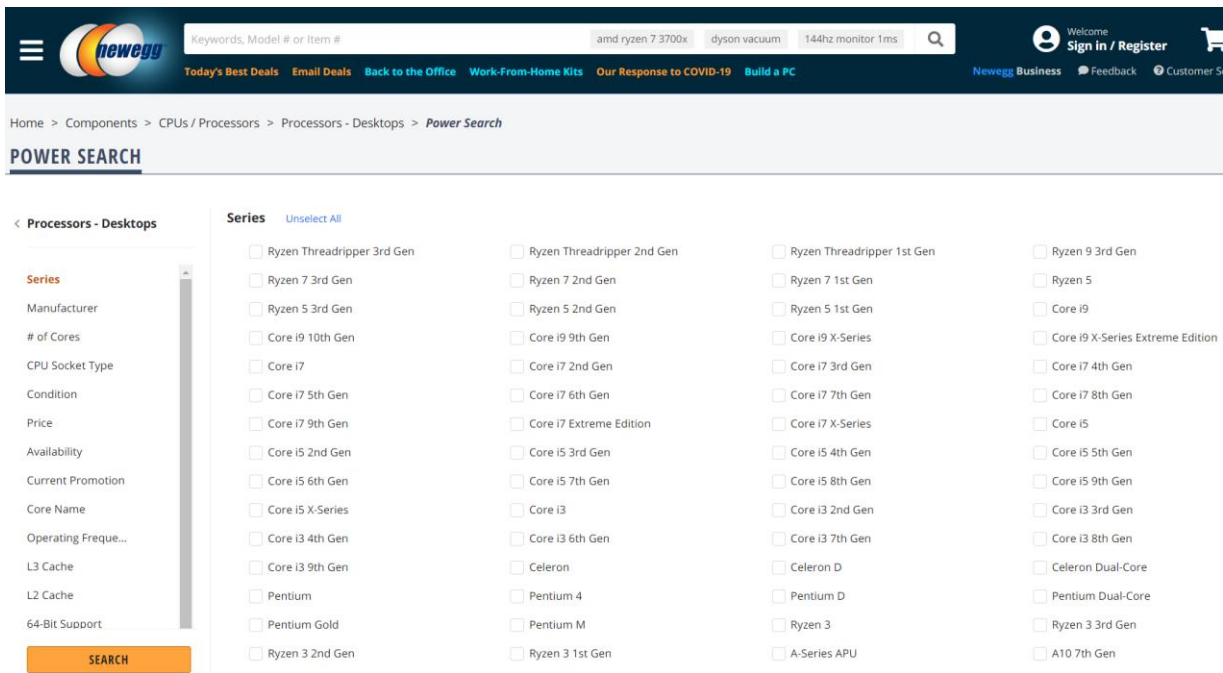 newegg
Keywords, Model # or Item # amd ryzen 7 3700x dyson vacuum 144hz monitor 1ms
Welcome
Sign in / Register
Today's Best Deals Email Deals Back to the Office Work-From-Home Kits Our Response to COVID-19 Build a PC
Newegg Business Feedback Customer Se
Home > Components > CPUs / Processors > Processors - Desktops > Power Search
POWER SEARCH
< Processors - Desktops
Series
Manufacturer
# of Cores
CPU Socket Type
Condition
Price
Availability
Current Promotion
Core Name
Operating Freque...
L3 Cache
L2 Cache
64-Bit Support
SEARCH
Series Unselect All
Ryzen Threadripper 3rd Gen Ryzen Threadripper 2nd Gen Ryzen Threadripper 1st Gen Ryzen 9 3rd Gen
Ryzen 7 3rd Gen Ryzen 7 2nd Gen Ryzen 7 1st Gen Ryzen 5
Ryzen 5 3rd Gen Ryzen 5 2nd Gen Ryzen 5 1st Gen Core i9
Core i9 10th Gen Core i9 9th Gen Core i9 X-Series Core i9 X-Series Extreme Edition
Core i7 Core i7 2nd Gen Core i7 3rd Gen Core i7 4th Gen
Core i7 5th Gen Core i7 6th Gen Core i7 7th Gen Core i7 8th Gen
Core i7 9th Gen Core i7 Extreme Edition Core i7 X-Series Core i5
Core i5 2nd Gen Core i5 3rd Gen Core i5 4th Gen Core i5 5th Gen
Core i5 6th Gen Core i5 7th Gen Core i5 8th Gen Core i5 9th Gen
Core i5 X-Series Core i3 Core i3 2nd Gen Core i3 3rd Gen
Core i3 4th Gen Core i3 6th Gen Core i3 7th Gen Core i3 8th Gen
Core i3 9th Gen Celeron Celeron D Celeron Dual-Core
Pentium Pentium 4 Pentium D Pentium Dual-Core
Pentium Gold Pentium M Ryzen 3 Ryzen 3 3rd Gen
Ryzen 3 2nd Gen Ryzen 3 1st Gen A-Series APU A10 7th Gen